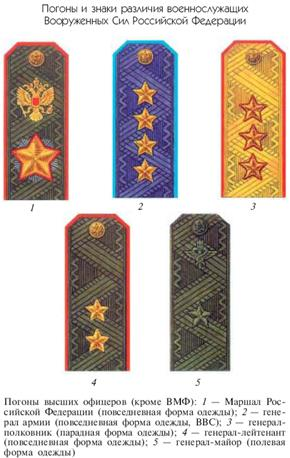 Погоны и знаки различия военнослужащих
Вооруженных Сил Российской Федерации
1
2
3
4
5
Погоны высших офицеров (кроме ВМФ): 1 — Маршал Рос-
сийской Федерации (повседневная форма одежды); 2 — гене-
рал армии (повседневная форма одежды, ВВС); 3 — генерал-
полковник (парадная форма одежды); 4 — генерал-лейтенант
(повседневная форма одежды); 5 — генерал-майор (полевая
форма одежды)